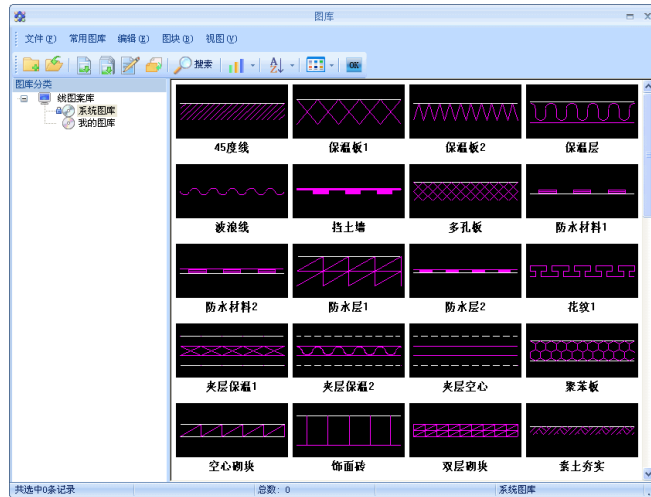 图库
文件(F) 常用图库 编辑(E) 图块(B) 视图(V)
搜索 OK
图库分类
线图案库
系统图库
我的图库
45度线 保温板1 保温板2 保温层
波浪线 挡土墙 多孔板 防水材料1
防水材料2 防水层1 防水层2 花纹1
夹层保温1 夹层保温2 夹层空心 聚苯板
空心砌块 饰面砖 双层砌块 素土夯实
共选中0条记录 总数: 0 系统图库